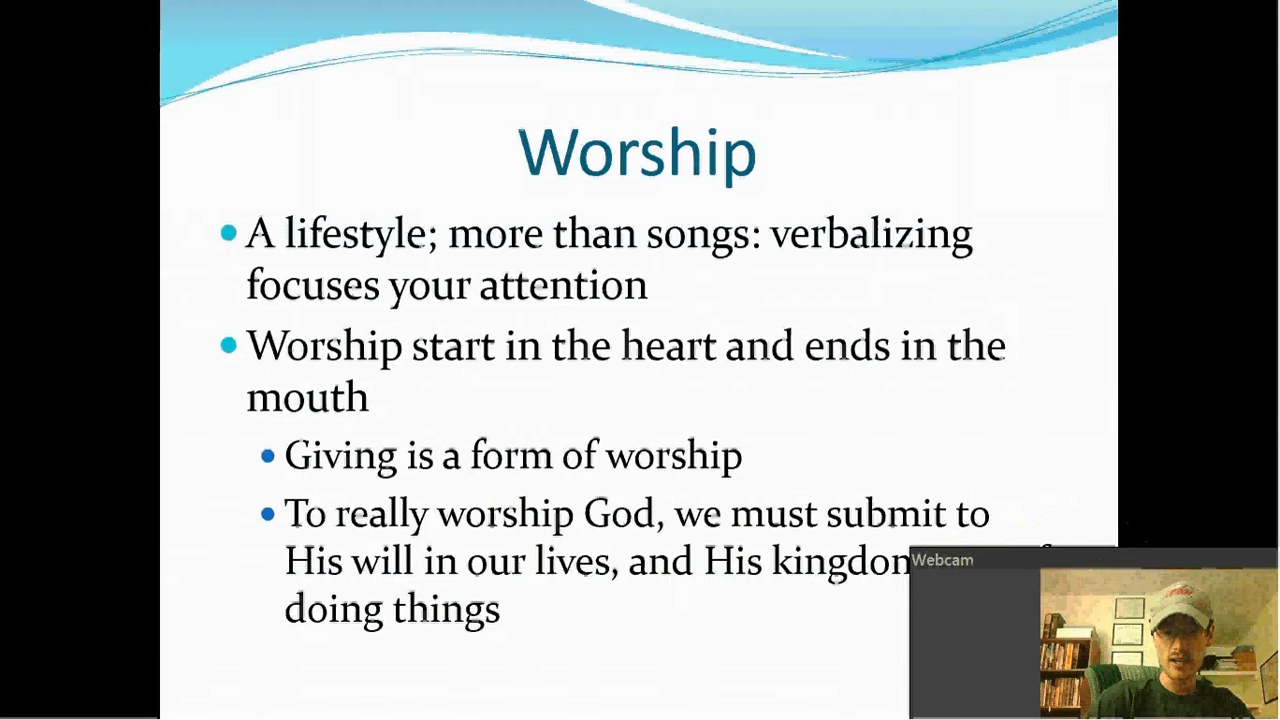 Worship
• A lifestyle; more than songs: verbalizing
focuses your attention
• Worship start in the heart and ends in the
mouth
• Giving is a form of worship
• To really worship God, we must submit to
His will in our lives, and His kingdom
doing things
Webcam